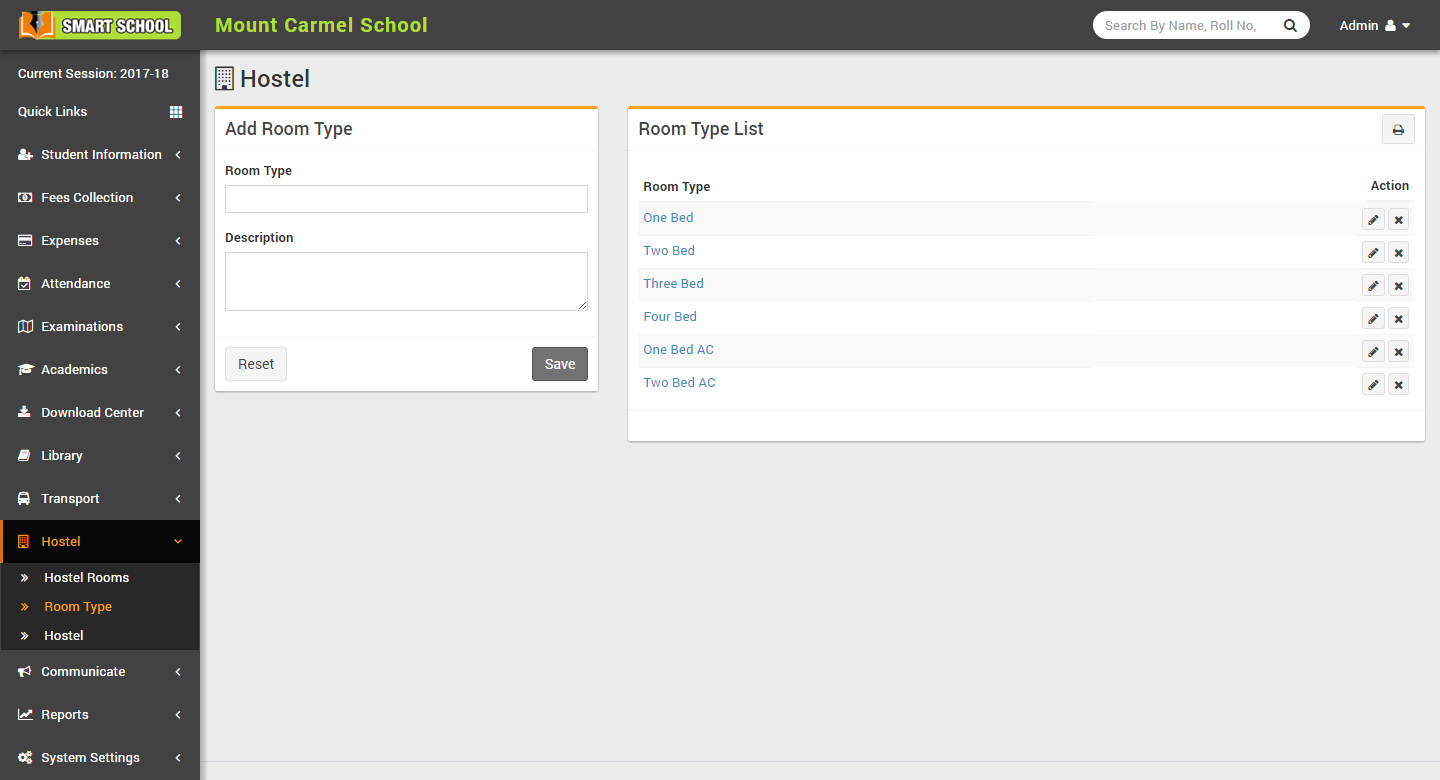 SMART SCHOOL
Mount Carmel School
Search By Name, Roll No,
Admin
Current Session: 2017-18
Quick Links
Student Information
Fees Collection
Expenses
Attendance
Examinations
Academics
Download Center
Library
Transport
Hostel
Hostel Rooms
Room Type
Hostel
Communicate
Reports
System Settings
Hostel
Add Room Type
Room Type
Description
Reset
Save
Room Type List
Room Type Action
One Bed
Two Bed
Three Bed
Four Bed
One Bed AC
Two Bed AC